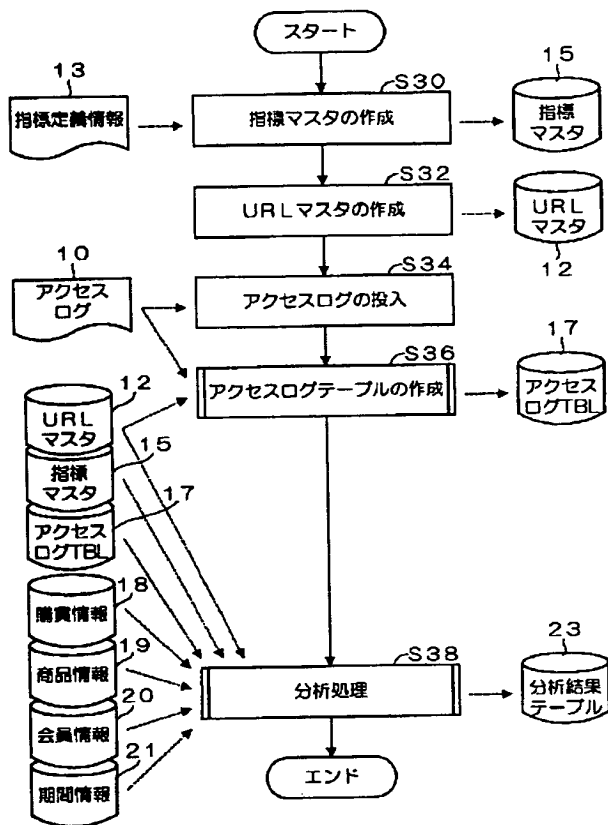 スタート
13
指標定義情報
S30
指標マスタの作成
15
指標
マスタ
S32
URLマスタの作成
URL
マスタ
12
10
アクセス
ログ
S34
アクセスログの投入
S36
アクセスログテーブルの作成
17
アクセス
ログTBL
12
URL
マスタ
15
指標
マスタ
17
アクセス
ログTBL
18
購買情報
19
商品情報
20
会員情報
21
期間情報
S38
分析処理
23
分析結果
テーブル
エンド